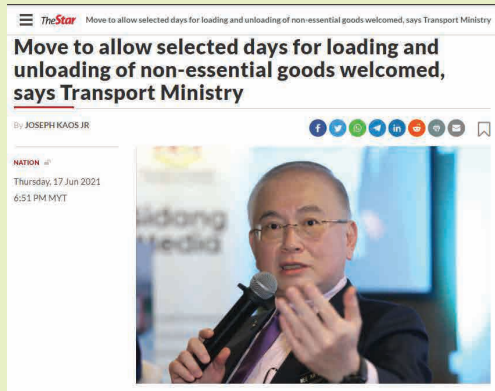 TheStar Move to allow selected days for loading and unloading of non-essential goods welcomed, says Transport Ministry
Move to allow selected days for loading and
unloading of non-essential goods welcomed,
says Transport Ministry
By JOSEPH KAOS JR
NATION
Thursday, 17 Jun 2021
6:51 PM MYT
idang
Media